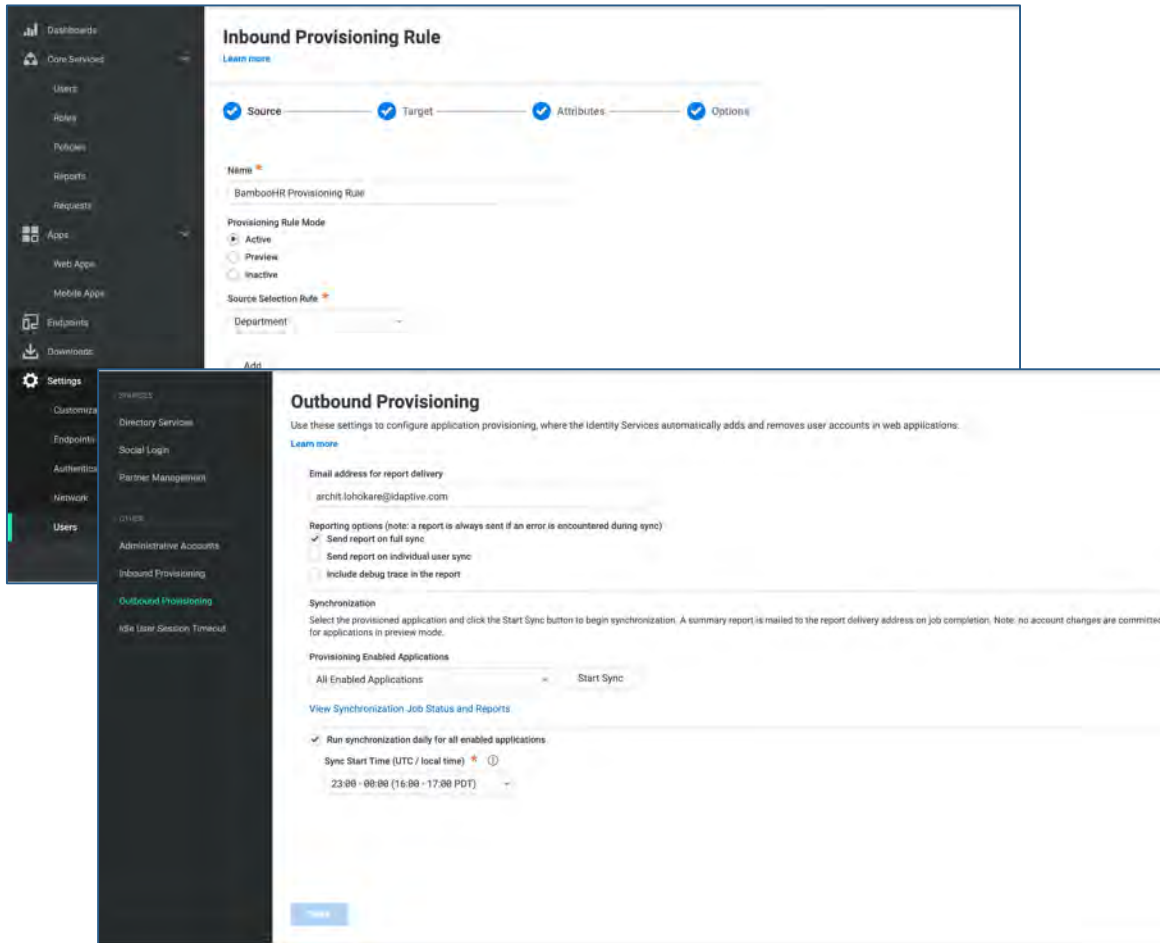 Dashboards
Core Services
Users
Roles
Policies
Reports
Requests
Apps
Web Apps
Mobile Apps
Endpoints
Downloads
Settings
Customiza
Endpoints
Authentica
Network
Users
Inbound Provisioning Rule
Learn more
Source
Target
Attributes
Options
Name *
BambooHR Provisioning Rule
Provisioning Rule Mode
Active
Preview
Inactive
Source Selection Rule *
Department
Add
Directory Services
Social Login
Partner Management
OTHER
Administrative Accounts
Inbound Provisioning
Outbound Provisioning
Idle User Session Timeout
Outbound Provisioning
Use these settings to configure application provisioning, where the Identity Services automatically adds and removes user accounts in web applications.
Learn more
Email address for report delivery
archit.lohokare@idaptive.com
Reporting options (note: a report is always sent if an error is encountered during sync)
Send report on full sync
Send report on individual user sync
Include debug trace in the report
Synchronization
Select the provisioned application and click the Start Sync button to begin synchronization. A summary report is mailed to the report delivery address on job completion. Note: no account changes are committed
for applications in preview mode.
Provisioning Enabled Applications
All Enabled Applications
Start Sync
View Synchronization Job Status and Reports
Run synchronization daily for all enabled applications
Sync Start Time (UTC / local time) *
23:00 - 00:00 (16:00 - 17:00 PDT)